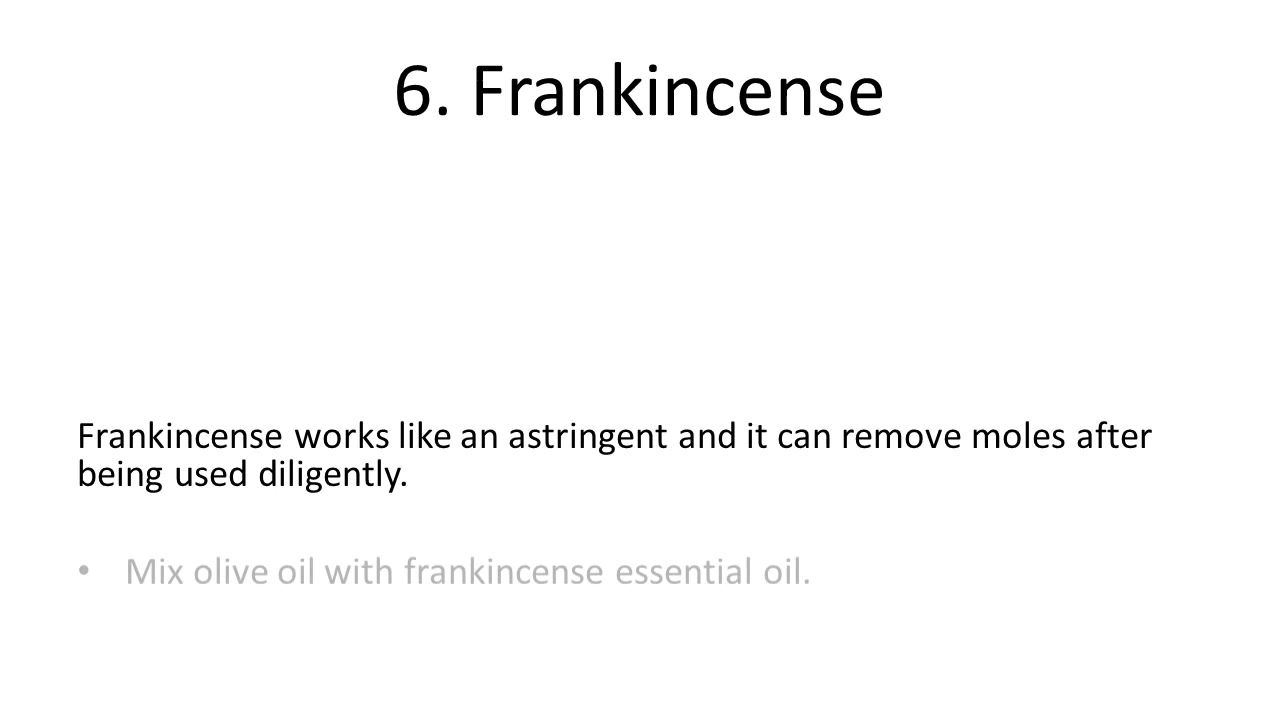 6. Frankincense
Frankincense works like an astringent and it can remove moles after
being used diligently.
• Mix olive oil with frankincense essential oil.